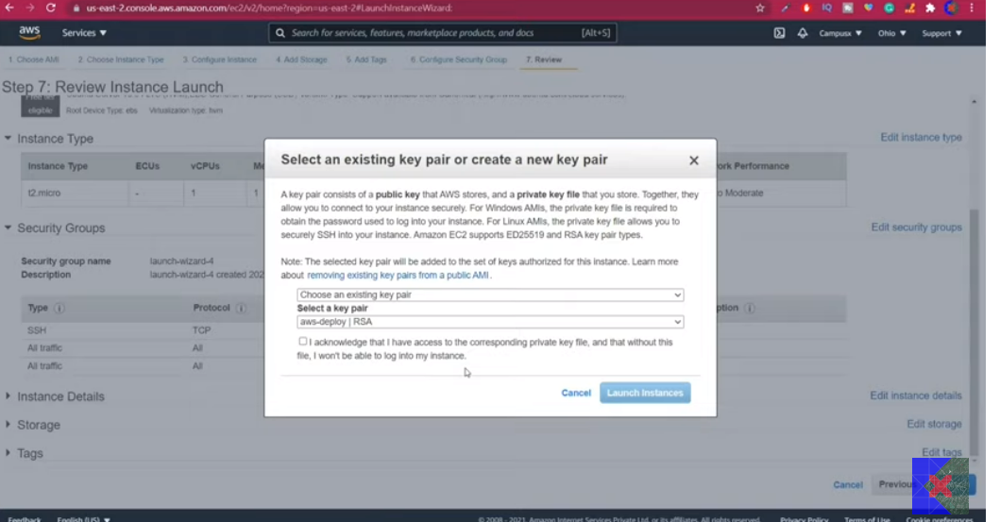 us-east-2.console.aws.amazon.com/ec2/v2/home?region=us-east-2#LaunchInstanceWizard:
aws Services Search for services, features, marketplace products, and docs [Alt+S] Campusx Ohio Support
1. Choose AMI 2. Choose Instance Type 3. Configure Instance 4. Add Storage 5. Add Tags 6. Configure Security Group 7. Review
Step 7: Review Instance Launch
eligible Root Device Type: ebs Virtualization type: hvm
Instance Type Edit instance type
Instance Type ECUs vCPUs ork Performance
t2.micro - 1 1 o Moderate
Security Groups Edit security groups
Security group name launch-wizard-4
Description launch-wizard-4 created 202
Type Protocol ption
SSH TCP
All traffic All
All traffic All
Instance Details Edit instance details
Storage Edit storage
Tags Edit tags
Select an existing key pair or create a new key pair
A key pair consists of a public key that AWS stores, and a private key file that you store. Together, they
allow you to connect to your instance securely. For Windows AMIs, the private key file is required to
obtain the password used to log into your instance. For Linux AMIs, the private key file allows you to
securely SSH into your instance. Amazon EC2 supports ED25519 and RSA key pair types.
Note: The selected key pair will be added to the set of keys authorized for this instance. Learn more
about removing existing key pairs from a public AMI.
Choose an existing key pair
Select a key pair
aws-deploy | RSA
I acknowledge that I have access to the corresponding private key file, and that without this
file, I won't be able to log into my instance.
Cancel Launch Instances
Cancel Previous
Feedback English (US) © 2008 - 2021, Amazon Internet Services Private Ltd. or its affiliates. All rights reserved. Privacy Policy Terms of Use Cookie preferences